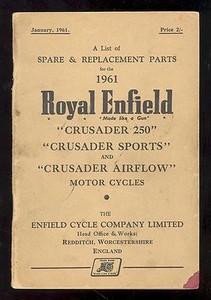 January, 1961.
Price 2/-
A List of
SPARE & REPLACEMENT PARTS
for the
1961
Royal Enfield
"Made like a Gun"
"CRUSADER 250"
"CRUSADER SPORTS"
AND
"CRUSADER AIRFLOW"
MOTOR CYCLES
THE
ENFIELD CYCLE COMPANY LIMITED
Head Office & Works:
REDDITCH, WORCESTERSHIRE
ENGLAND